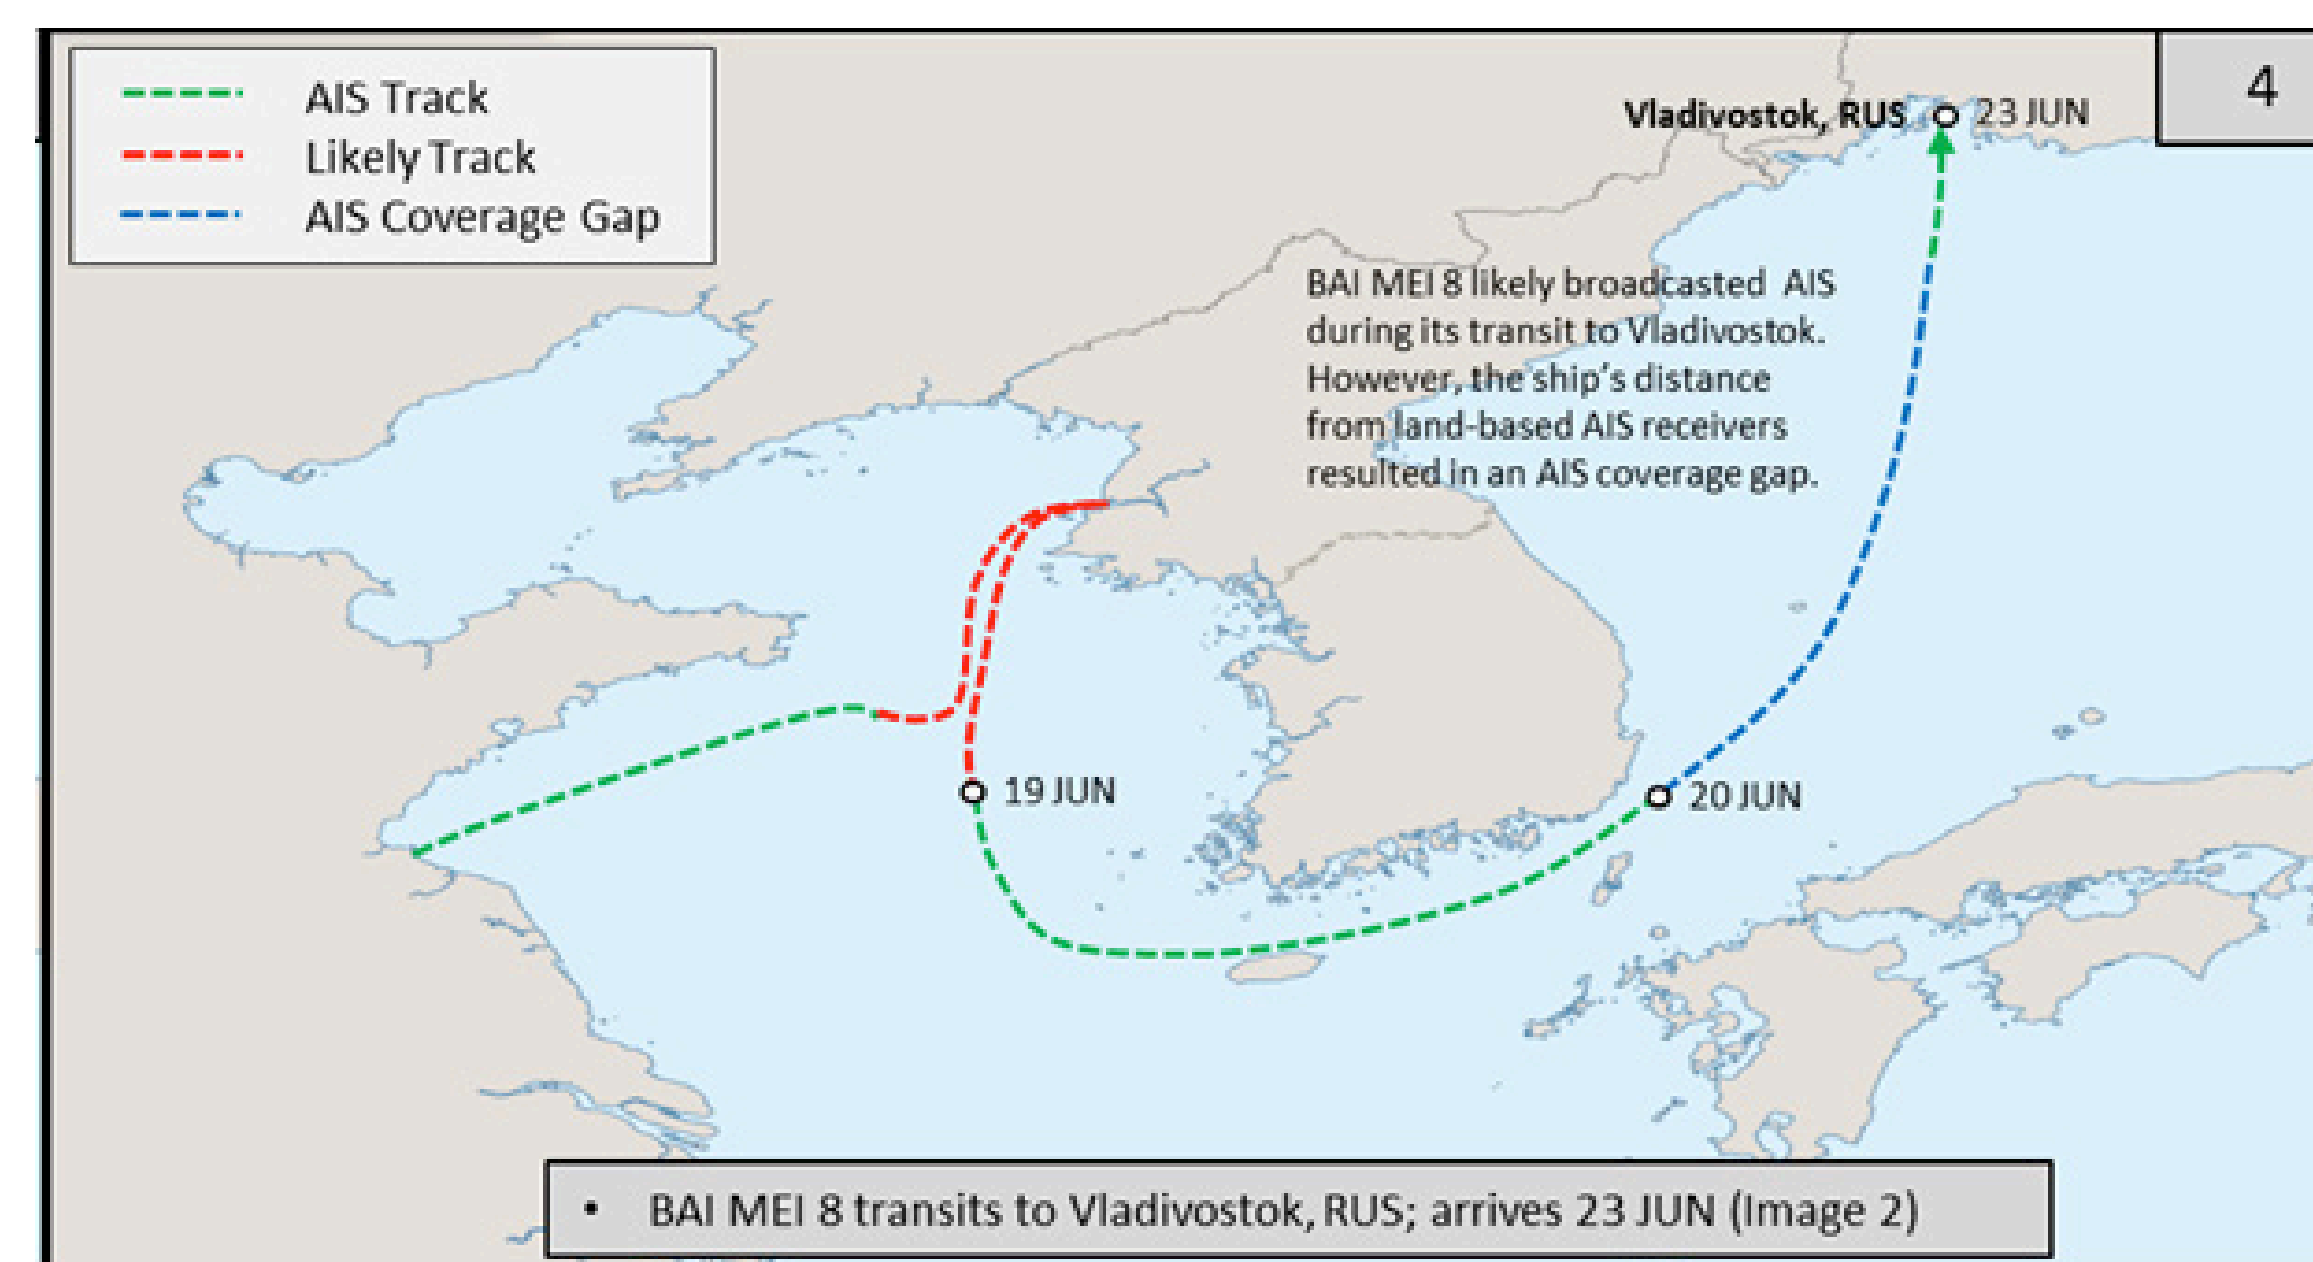 AIS Track
Likely Track
AIS Coverage Gap
4
Vladivostok, RUS
23 JUN
BAI MEI 8 likely broadcasted AIS
during its transit to Vladivostok.
However, the ship's distance
from land-based AIS receivers
resulted in an AIS coverage gap.
19 JUN
20 JUN
• BAI MEI 8 transits to Vladivostok, RUS; arrives 23 JUN (Image 2)